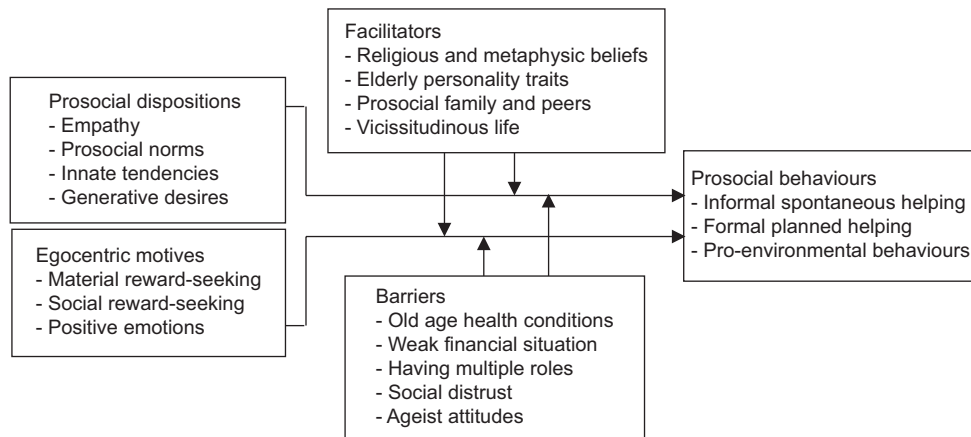 Facilitators
- Religious and metaphysic beliefs
- Elderly personality traits
- Prosocial family and peers
- Vicissitudinous life
Prosocial dispositions
- Empathy
- Prosocial norms
- Innate tendencies
- Generative desires
Egocentric motives
- Material reward-seeking
- Social reward-seeking
- Positive emotions
Barriers
- Old age health conditions
- Weak financial situation
- Having multiple roles
- Social distrust
- Ageist attitudes
Prosocial behaviours
- Informal spontaneous helping
- Formal planned helping
- Pro-environmental behaviours